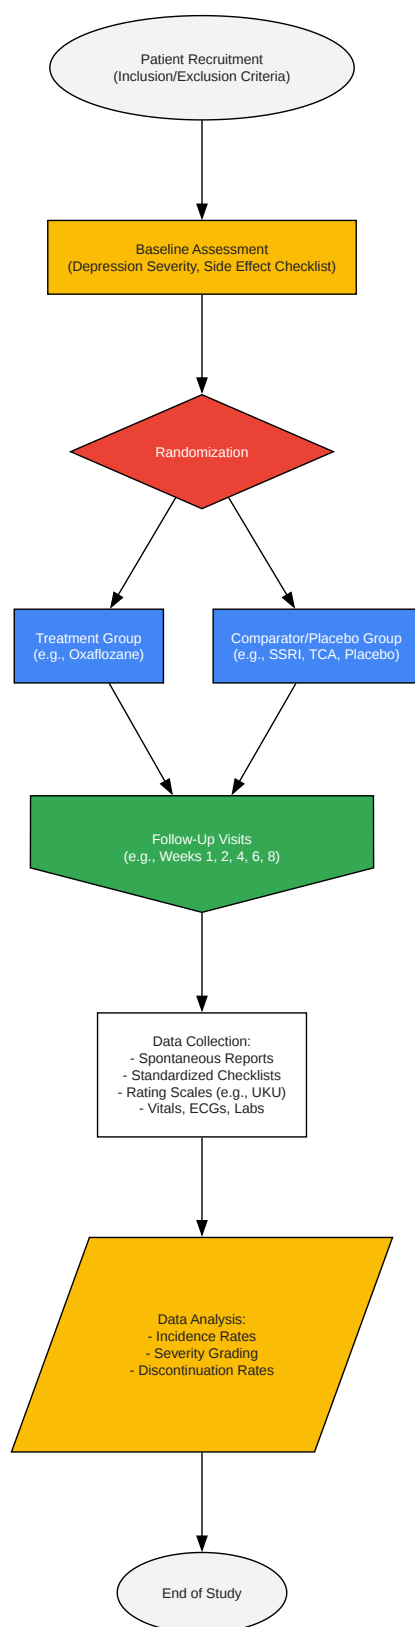 Patient Recruitment
(Inclusion/Exclusion Criteria)
Baseline Assessment
(Depression Severity, Side Effect Checklist)
Randomization
Treatment Group
(e.g., Oxaflozane)
Comparator/Placebo Group
(e.g., SSRI, TCA, Placebo)
Follow-Up Visits
(e.g., Weeks 1, 2, 4, 6, 8)
Data Collection:
- Spontaneous Reports
- Standardized Checklists
- Rating Scales (e.g., UKU)
- Vitals, ECGs, Labs
Data Analysis:
- Incidence Rates
- Severity Grading
- Discontinuation Rates
End of Study